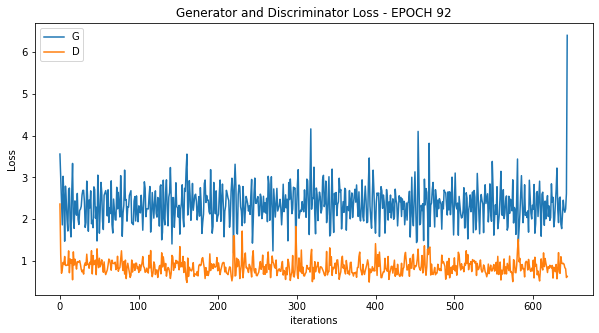 Generator and Discriminator Loss - EPOCH 92
G
D
6
5
4
3
2
1
Loss
0
100
200
300
400
500
600
iterations